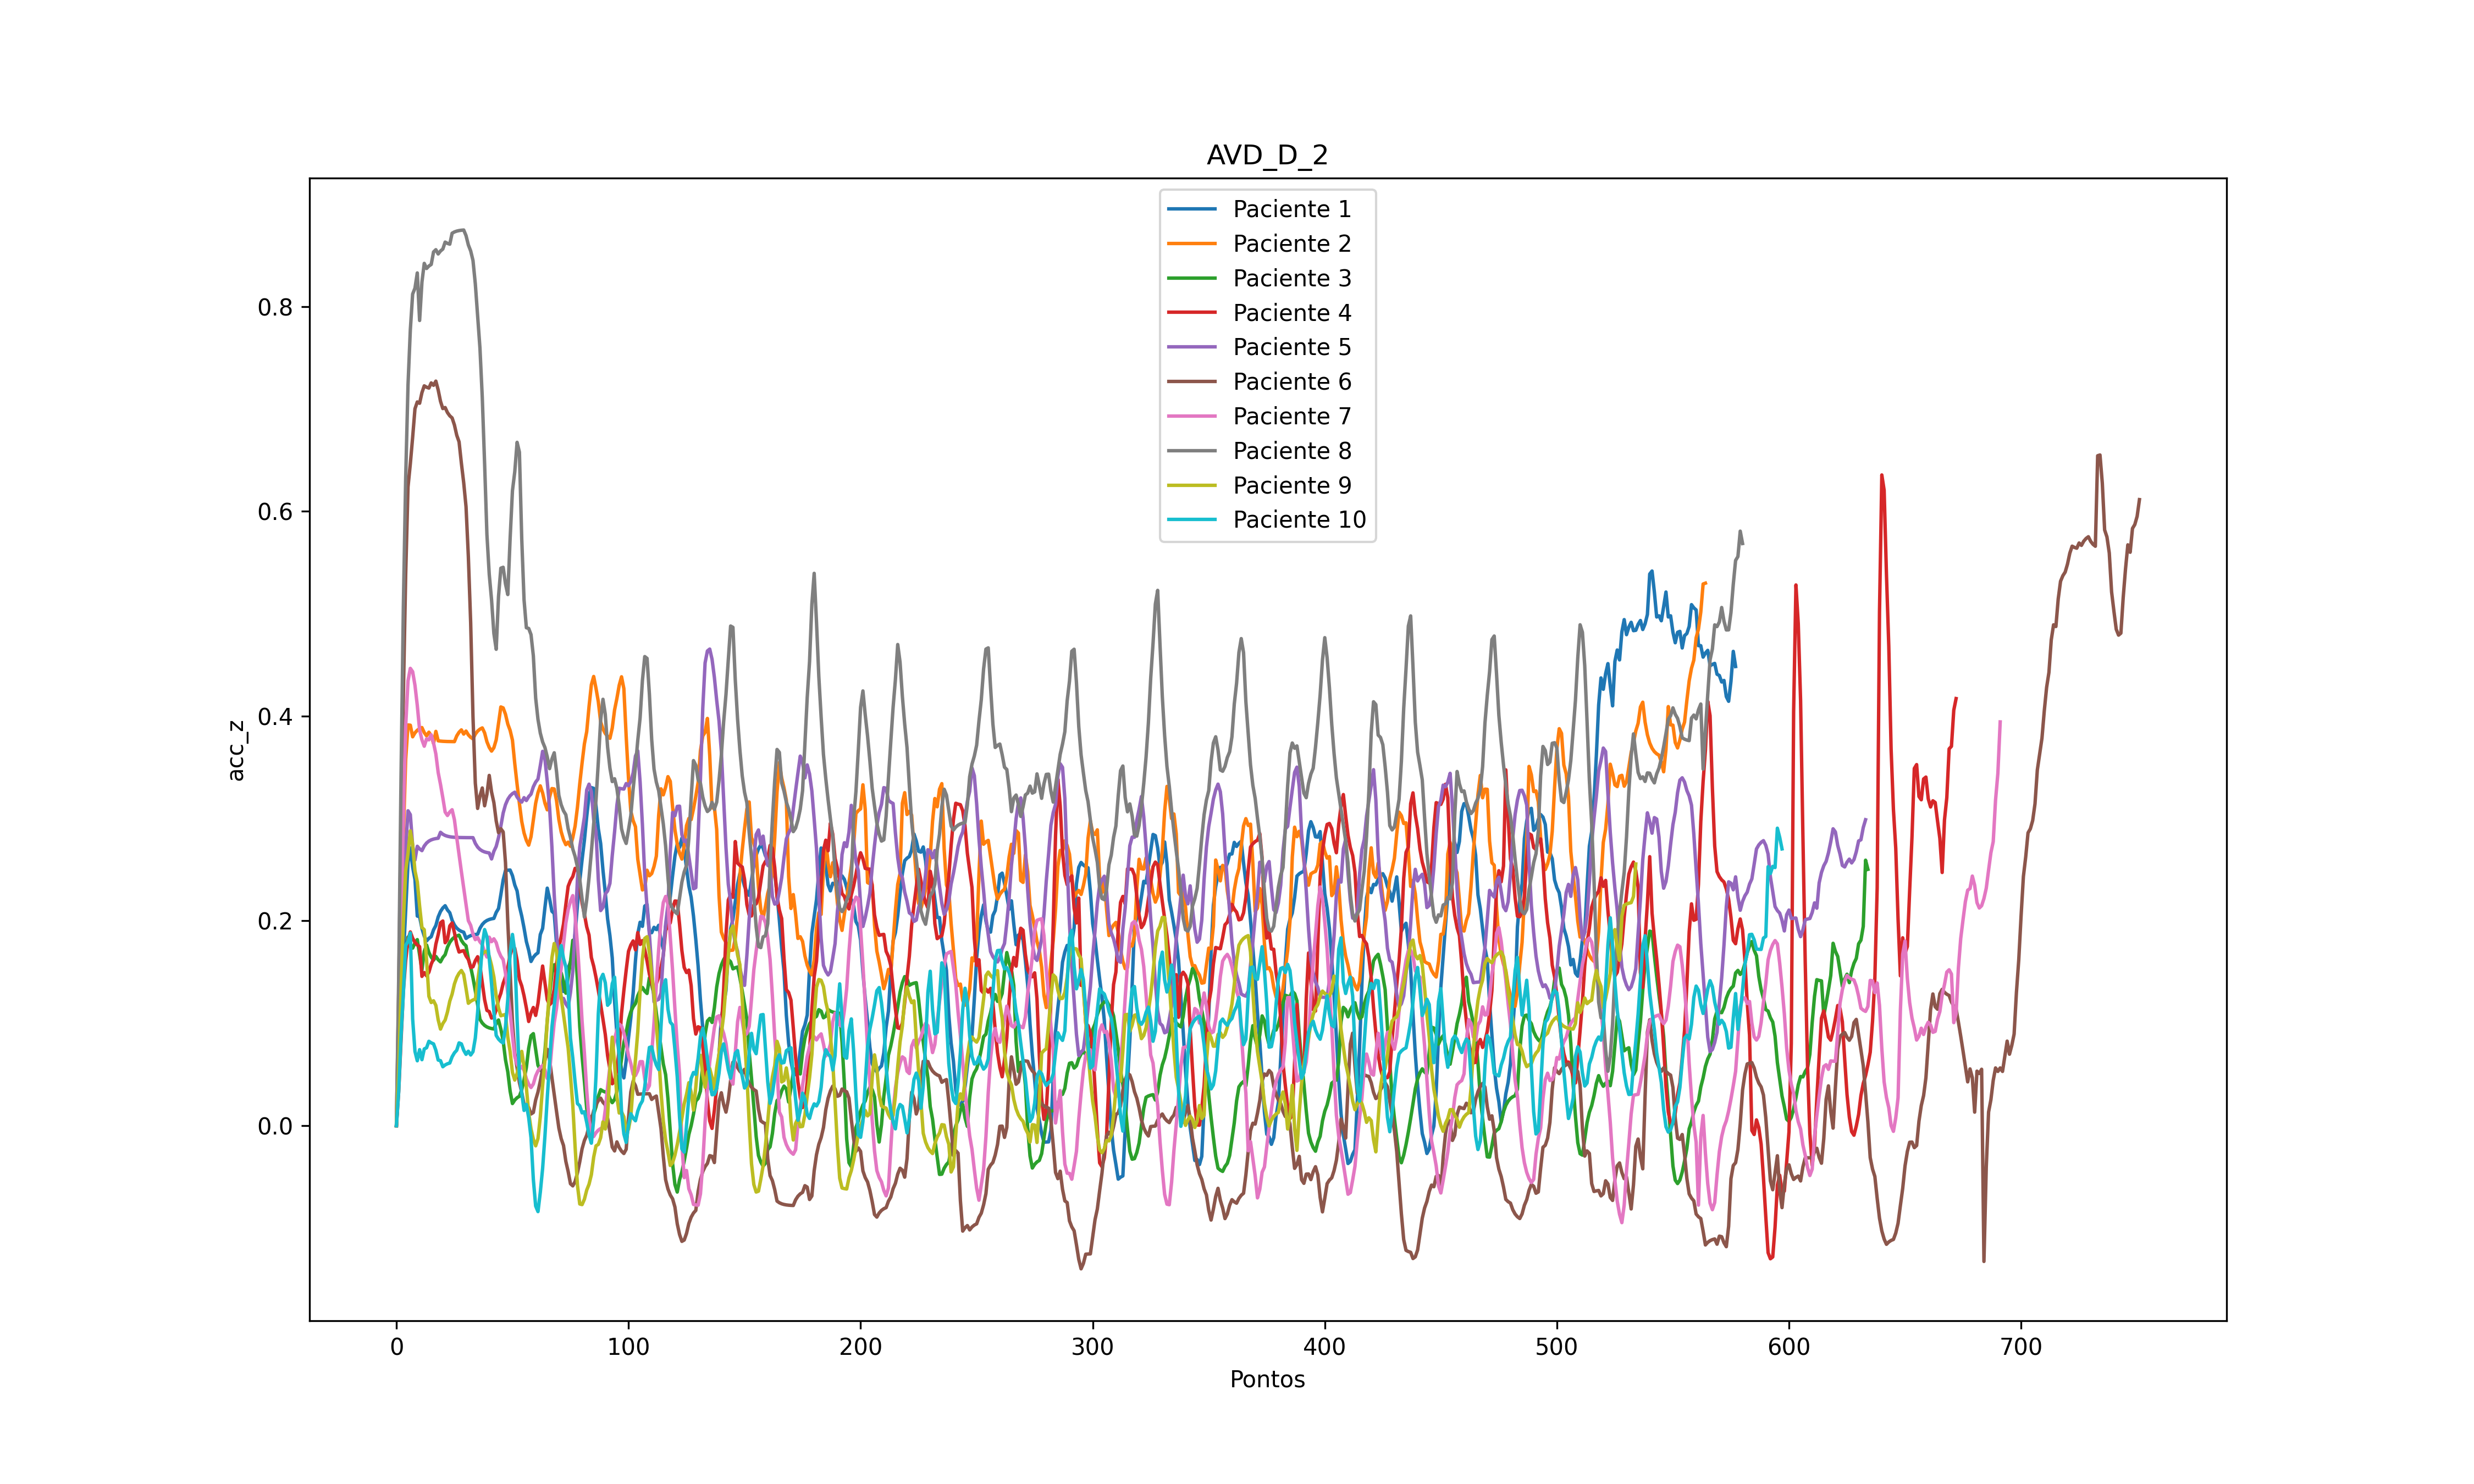 AVD_D_2
Paciente 1
Paciente 2
Paciente 3
Paciente 4
Paciente 5
Paciente 6
Paciente 7
Paciente 8
Paciente 9
Paciente 10
0.8
0.6
0.4
0.2
0.0
acc_z
0 100 200 300 400 500 600 700
Pontos